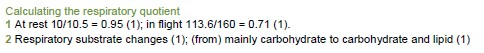 Calculating the respiratory quotient
1 At rest 10/10.5 = 0.95 (1); in flight 113.6/160 = 0.71 (1).
2 Respiratory substrate changes (1); (from) mainly carbohydrate to carbohydrate and lipid (1)